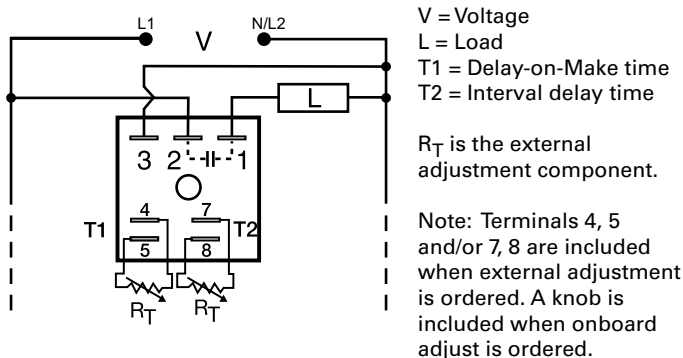 L1
V
N/L2
L
3 2 1
4 7
T1 T2
5 8
RT RT
V = Voltage
L = Load
T1 = Delay-on-Make time
T2 = Interval delay time
RT is the external
adjustment component.
Note: Terminals 4, 5
and/or 7, 8 are included
when external adjustment
is ordered. A knob is
included when onboard
adjust is ordered.